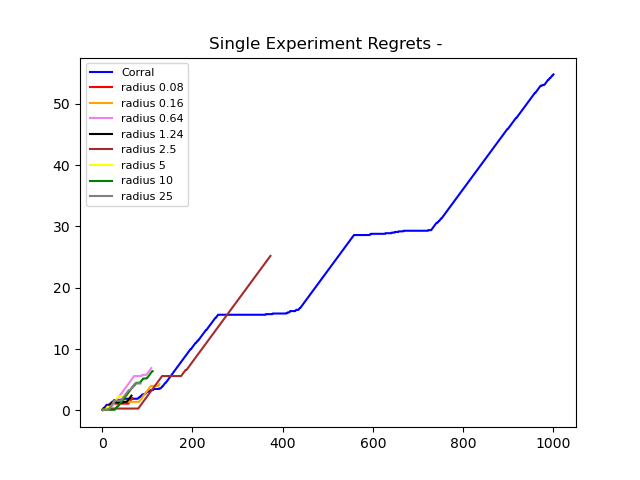 Single Experiment Regrets -
Corral
radius 0.08
radius 0.16
radius 0.64
radius 1.24
radius 2.5
radius 5
radius 10
radius 25
50
40
30
20
10
0
0 200 400 600 800 1000